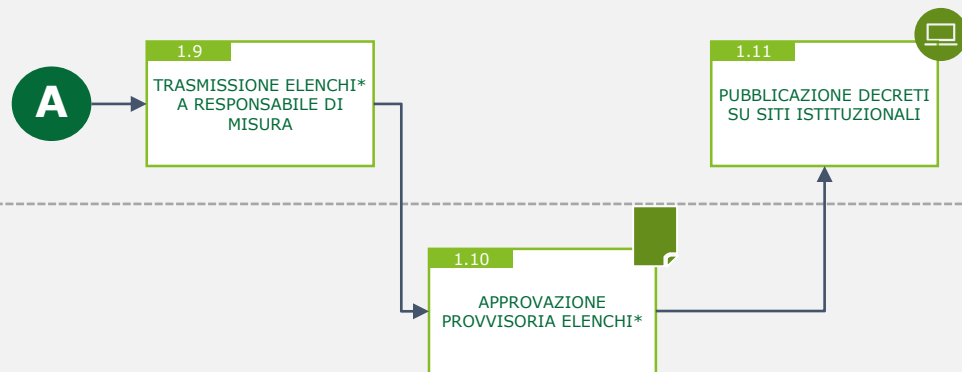 A
1.9
TRASMISSIONE ELENCHI*
A RESPONSABILE DI
MISURA
1.11
PUBBLICAZIONE DECRETI
SU SITI ISTITUZIONALI
1.10
APPROVAZIONE
PROVVISORIA ELENCHI*